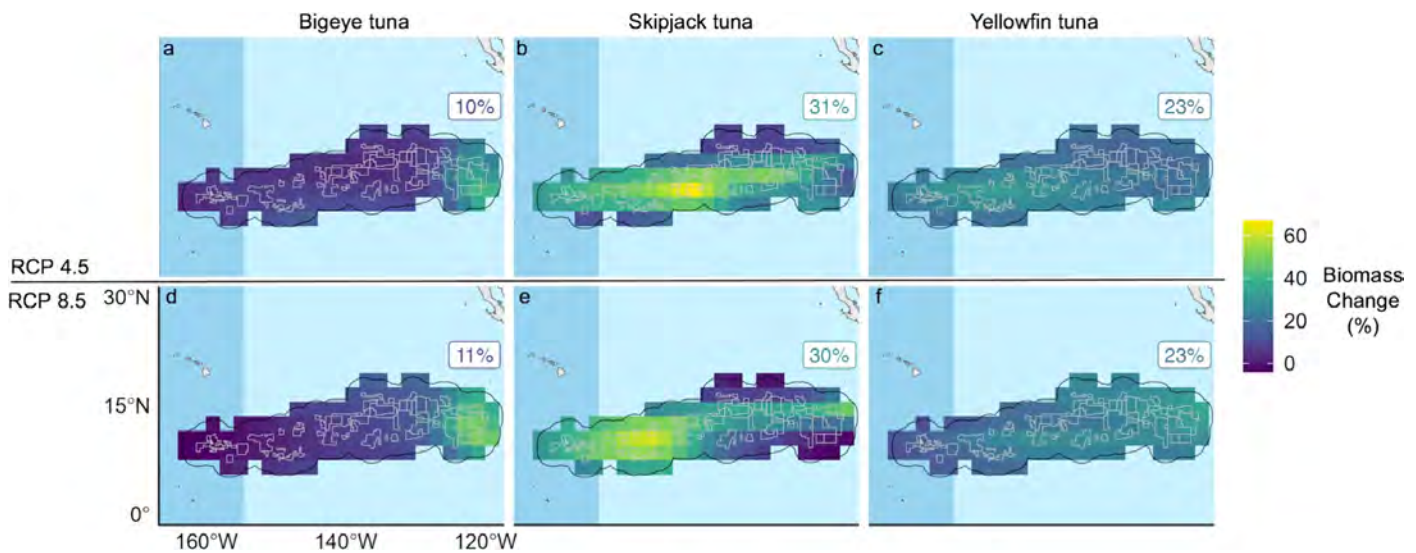 Bigeye tuna
Skipjack tuna
Yellowfin tuna
a
10%
b
31%
c
23%
RCP 4.5
RCP 8.5
30°N
15°N
0°
d
11%
e
30%
f
23%
160°W
140°W
120°W
60
40
20
0
Biomass
Change
(%)